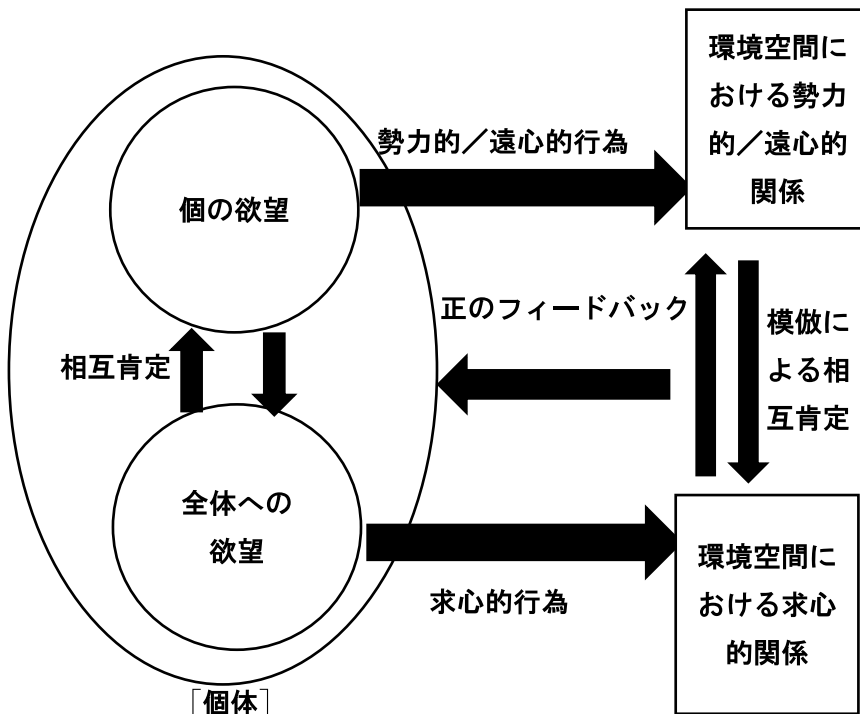 環境空間に
おける勢力
的／遠心的
関係
勢力的／遠心的行為
個の欲望
正のフィードバック
模倣に
よる相
互肯定
相互肯定
全体への
欲望
求心的行為
環境空間に
おける求心
的関係
［個体］